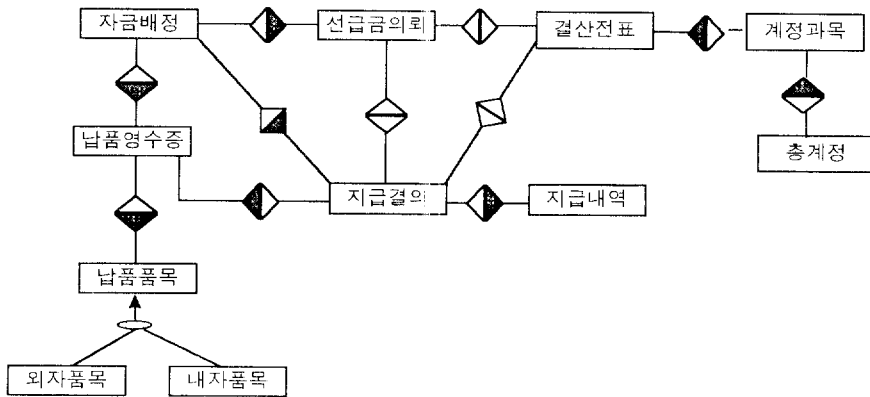 자금배정
선급금의뢰
결산전표
계정과목
납품영수증
총계정
지급결의
지급내역
납품품목
외자품목
내자품목